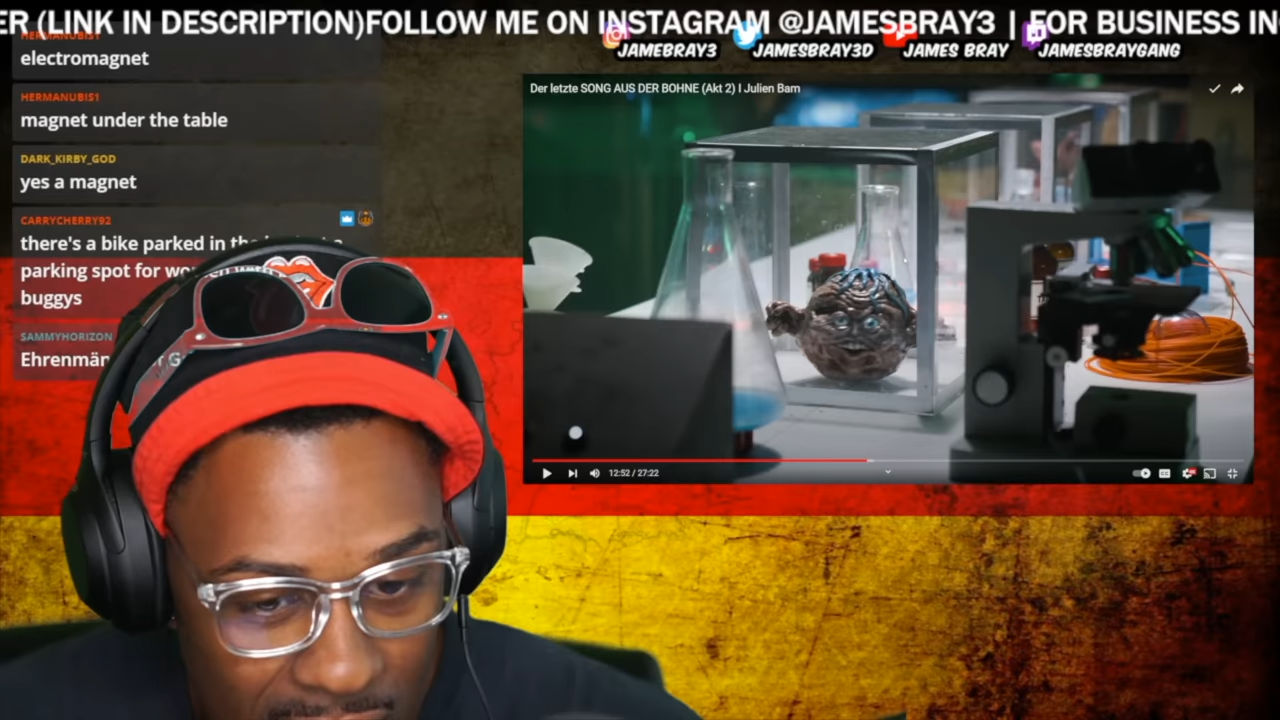 ER (LINK IN DESCRIPTION)FOLLOW ME ON INSTAGRAM @JAMESBRAY3 | FOR BUSINESS IN
JAMEBRAY3 JAMESBRAY3D JAMES BRAY JAMESBRAYGANG
HERMANUBIS1
electromagnet
HERMANUBIS1
magnet under the table
DARK_KIRBY_GOD
yes a magnet
CARRYCHERRY92
there's a bike parked in
parking spot for
buggys
SAMMYHORIZON
Der letzte SONG AUS DER BOHNE (Akt 2) I Julien Bam
12:52 / 27:22